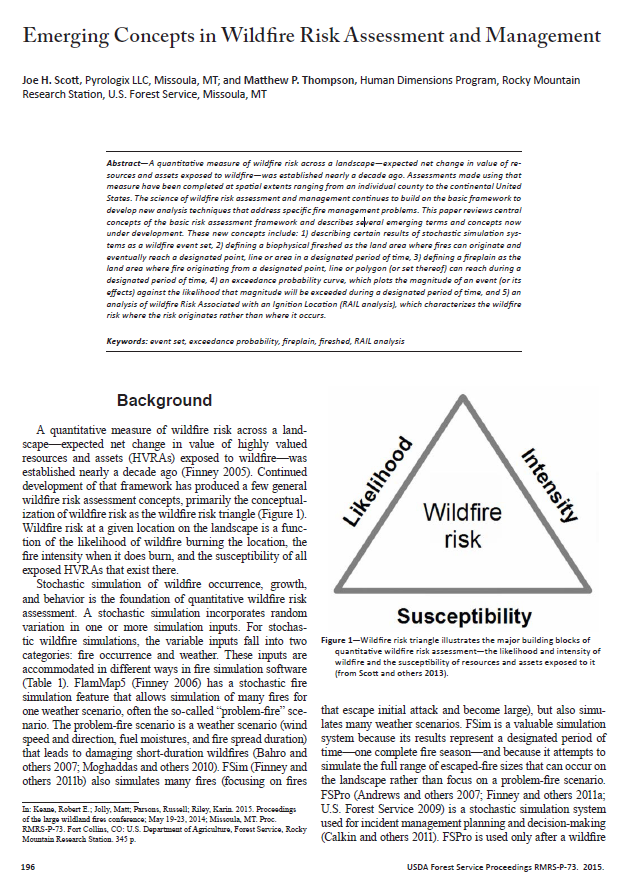 Emerging Concepts in Wildfire Risk Assessment and Management
Joe H. Scott, Pyrologix LLC, Missoula, MT; and Matthew P. Thompson, Human Dimensions Program, Rocky Mountain
Research Station, U.S. Forest Service, Missoula, MT
Abstract—A quantitative measure of wildfire risk across a landscape—expected net change in value of re-
sources and assets exposed to wildfire—was established nearly a decade ago. Assessments made using that
measure have been completed at spatial extents ranging from an individual county to the continental United
States. The science of wildfire risk assessment and management continues to build on the basic framework to
develop new analysis techniques that address specific fire management problems. This paper reviews central
concepts of the basic risk assessment framework and describes several emerging terms and concepts now
under development. These new concepts include: 1) describing certain results of stochastic simulation sys-
tems as a wildfire event set, 2) defining a biophysical fireshed as the land area where fires can originate and
eventually reach a designated point, line or area in a designated period of time, 3) defining a fireplain as the
land area where fire originating from a designated point, line or polygon (or set thereof) can reach during a
designated period of time, 4) an exceedance probability curve, which plots the magnitude of an event (or its
effects) against the likelihood that magnitude will be exceeded during a designated period of time, and 5) an
analysis of wildfire Risk Associated with an Ignition Location (RAIL analysis), which characterizes the wildfire
risk where the risk originates rather than where it occurs.
Keywords: event set, exceedance probability, fireplain, fireshed, RAIL analysis
Background
A quantitative measure of wildfire risk across a land-
scape—expected net change in value of highly valued
resources and assets (HVRAs) exposed to wildfire—was
established nearly a decade ago (Finney 2005). Continued
development of that framework has produced a few general
wildfire risk assessment concepts, primarily the conceptual-
ization of wildfire risk as the wildfire risk triangle (Figure 1).
Wildfire risk at a given location on the landscape is a func-
tion of the likelihood of wildfire burning the location, the
fire intensity when it does burn, and the susceptibility of all
exposed HVRAs that exist there.
Stochastic simulation of wildfire occurrence, growth,
and behavior is the foundation of quantitative wildfire risk
assessment. A stochastic simulation incorporates random
variation in one or more simulation inputs. For stochas-
tic wildfire simulations, the variable inputs fall into two
categories: fire occurrence and weather. These inputs are
accommodated in different ways in fire simulation software
(Table 1). FlamMap5 (Finney 2006) has a stochastic fire
simulation feature that allows simulation of many fires for
one weather scenario, often the so-called “problem-fire” sce-
nario. The problem-fire scenario is a weather scenario (wind
speed and direction, fuel moistures, and fire spread duration)
that leads to damaging short-duration wildfires (Bahro and
others 2007; Moghaddas and others 2010). FSim (Finney and
others 2011b) also simulates many fires (focusing on fires
In: Keane, Robert E.; Jolly, Matt; Parsons, Russell; Riley, Karin. 2015. Proceedings
of the large wildland fires conference; May 19-23, 2014; Missoula, MT. Proc.
RMRS-P-73. Fort Collins, CO: U.S. Department of Agriculture, Forest Service, Rocky
Mountain Research Station. 345 p.
Likelihood
Intensity
Wildfire
risk
Susceptibility
Figure 1—Wildfire risk triangle illustrates the major building blocks of
quantitative wildfire risk assessment—the likelihood and intensity of
wildfire and the susceptibility of resources and assets exposed to it
(from Scott and others 2013).
that escape initial attack and become large), but also simu-
lates many weather scenarios. FSim is a valuable simulation
system because its results represent a designated period of
time—one complete fire season—and because it attempts to
simulate the full range of escaped-fire sizes that can occur on
the landscape rather than focus on a problem-fire scenario.
FSPro (Andrews and others 2007; Finney and others 2011a;
U.S. Forest Service 2009) is a stochastic simulation system
used for incident management planning and decision-making
(Calkin and others 2011). FSPro is used only after a wildfire
196
USDA Forest Service Proceedings RMRS-P-73. 2015.